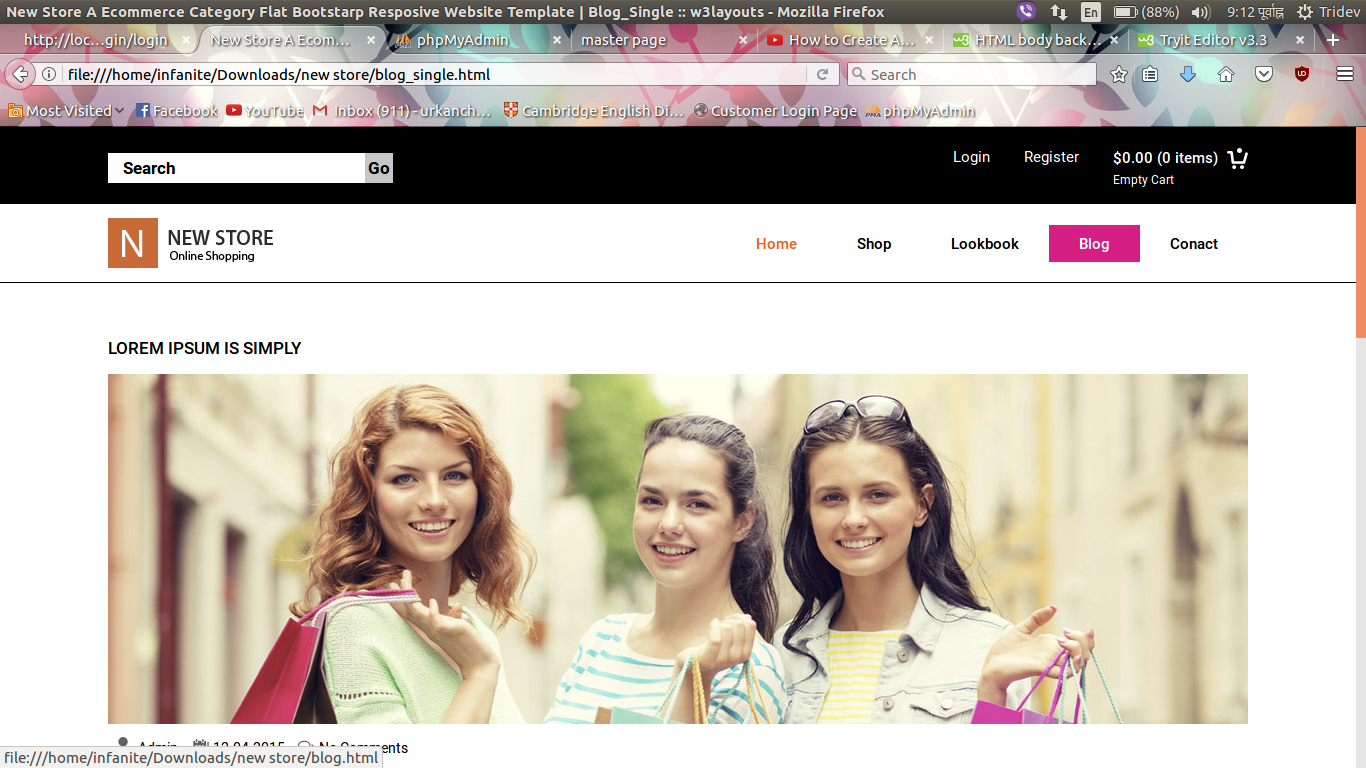 New Store A Ecommerce Category Flat Bootstarp Resposive Website Template | Blog_Single :: w3layouts - Mozilla Firefox En (88%) 9:12 पूर्वाह्न Tridev
http://loc...gin/login New Store A Ecom... phpMyAdmin master page How to Create A... HTML body back... Tryit Editor v3.3
file:///home/infanite/Downloads/new store/blog_single.html Search
Most Visited Facebook YouTube Inbox (911) - urkanch... Cambridge English Di... Customer Login Page phpMyAdmin
Search Go Login Register $0.00 (0 items)
Empty Cart
N NEW STORE
Online Shopping
Home Shop Lookbook Blog Conact
LOREM IPSUM IS SIMPLY
Admin 12.04.2015 No Comments
file:///home/infanite/Downloads/new store/blog.html